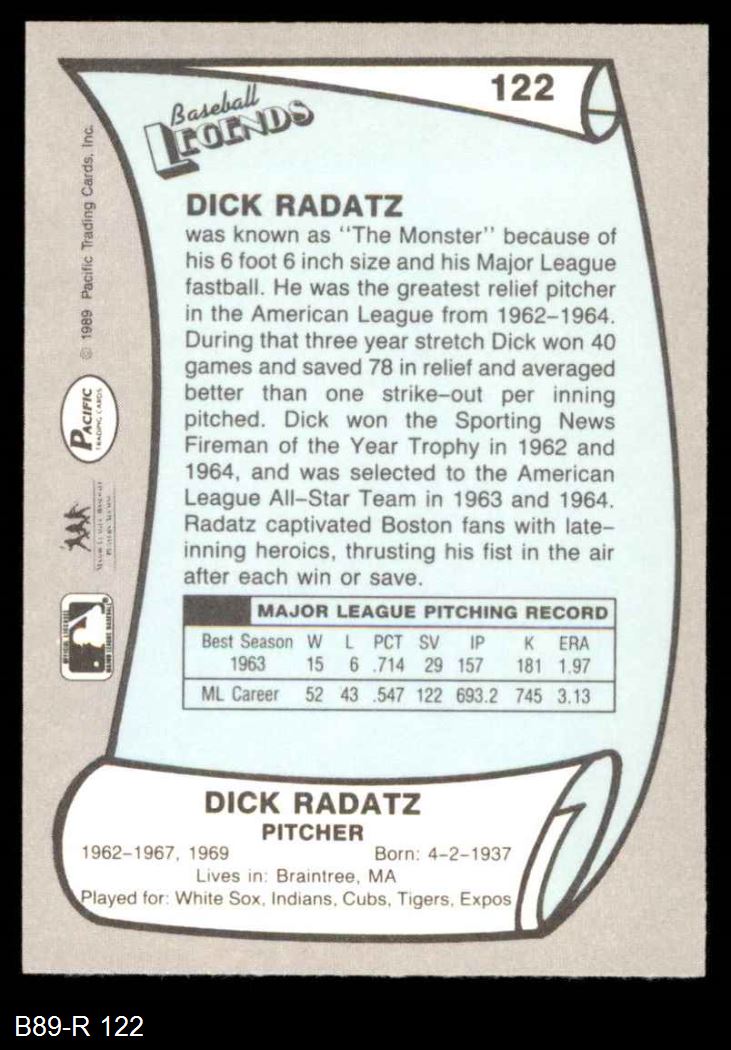 122
Baseball
LEGENDS
DICK RADATZ
was known as "The Monster" because of
his 6 foot 6 inch size and his Major League
fastball. He was the greatest relief pitcher
in the American League from 1962-1964.
During that three year stretch Dick won 40
games and saved 78 in relief and averaged
better than one strike-out per inning
pitched. Dick won the Sporting News
Fireman of the Year Trophy in 1962 and
1964, and was selected to the American
League All-Star Team in 1963 and 1964.
Radatz captivated Boston fans with late-
inning heroics, thrusting his fist in the air
after each win or save.
MAJOR LEAGUE PITCHING RECORD
Best Season W L PCT SV IP K ERA
1963 15 6 .714 29 157 181 1.97
ML Career 52 43 .547 122 693.2 745 3.13
DICK RADATZ
PITCHER
1962-1967, 1969 Born: 4-2-1937
Lives in: Braintree, MA
Played for: White Sox, Indians, Cubs, Tigers, Expos
© 1989 Pacific Trading Cards, Inc.
PACIFIC
TRADING CARDS
B89-R 122